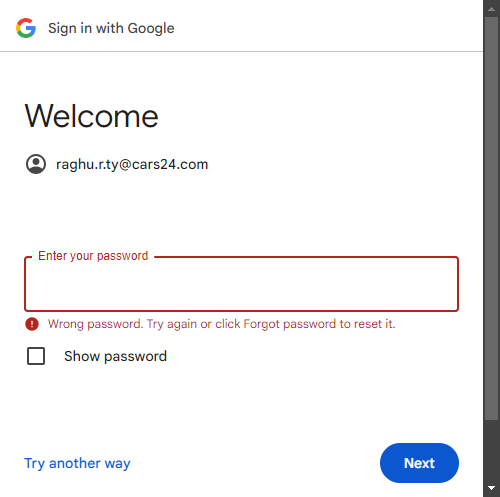 Sign in with Google
Welcome
raghu.r.ty@cars24.com
Enter your password
Wrong password. Try again or click Forgot password to reset it.
Show password
Try another way
Next